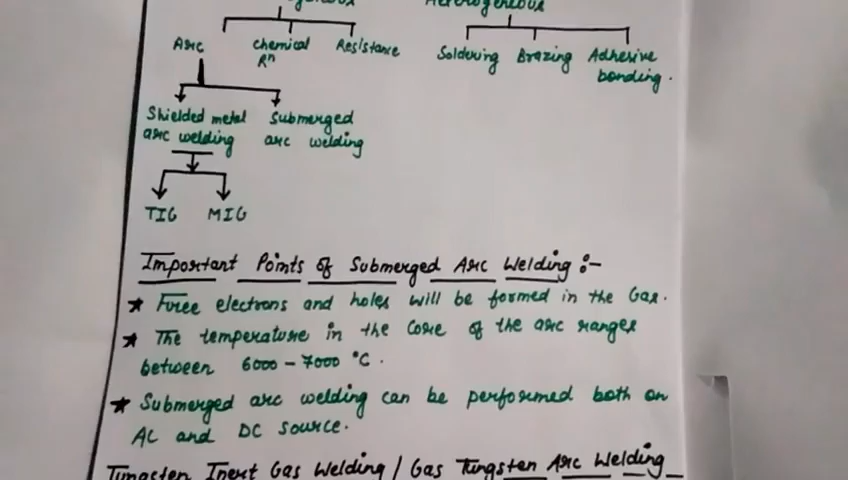 Heterogeneous
Arc Chemical Resistance Soldering Brazing Adhesive
Rⁿ bonding.
Shielded metal Submerged
arc welding arc welding
TIG MIG
Important Points of Submerged Arc Welding :-
★ Free electrons and holes will be formed in the Gas.
★ The temperature in the Core of the arc ranges
between 6000 - 7000 °C.
★ Submerged arc welding can be performed both on
AC and DC source.
Tungsten Inert Gas Welding / Gas Tungsten Arc Welding